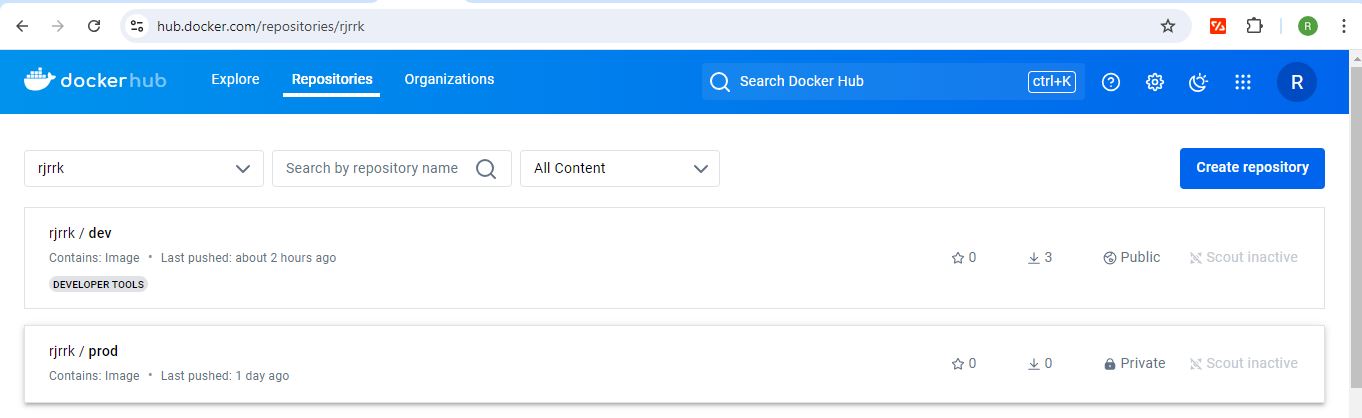 hub.docker.com/repositories/rjrrk
R
dockerhub
Explore
Repositories
Organizations
Search Docker Hub
ctrl+K
R
rjrrk
Search by repository name
All Content
Create repository
rjrrk / dev
Contains: Image • Last pushed: about 2 hours ago
DEVELOPER TOOLS
0
3
Public
Scout inactive
rjrrk / prod
Contains: Image • Last pushed: 1 day ago
0
0
Private
Scout inactive